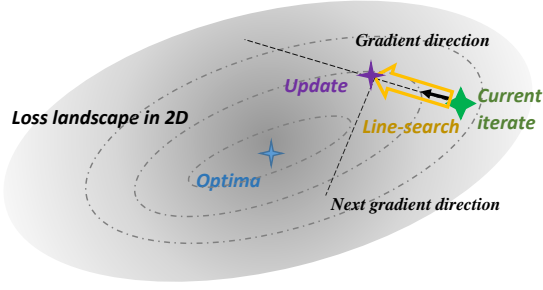 Gradient direction
Update
Current
iterate
Loss landscape in 2D
Line-search
Optima
Next gradient direction